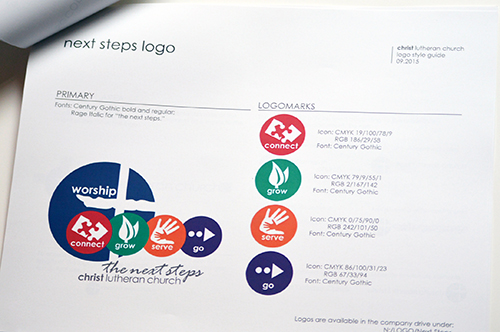 next steps logo
christ lutheran church
logo style guide
09.2015
PRIMARY
Fonts: Century Gothic bold and regular;
Rage Italic for "the next steps."
worship
connect
grow
serve
go
the next steps
christ lutheran church
LOGOMARKS
connect
Icon: CMYK 19/100/78/9
RGB 186/29/58
Font: Century Gothic
grow
Icon: CMYK 79/9/55/1
RGB 2/167/142
Font: Century Gothic
serve
Icon: CMYK 0/75/90/0
RGB 242/101/50
Font: Century Gothic
go
Icon: CMYK 86/100/31/23
RGB 67/33/94
Font: Century Gothic
Logos are available in the company drive under: